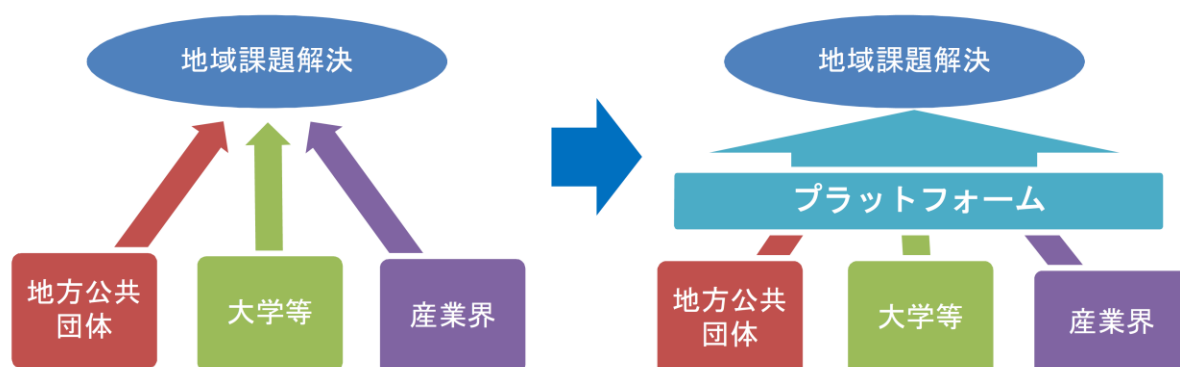 地域課題解決
地方公共
団体
大学等
産業界
地域課題解決
プラットフォーム
地方公共
団体
大学等
産業界